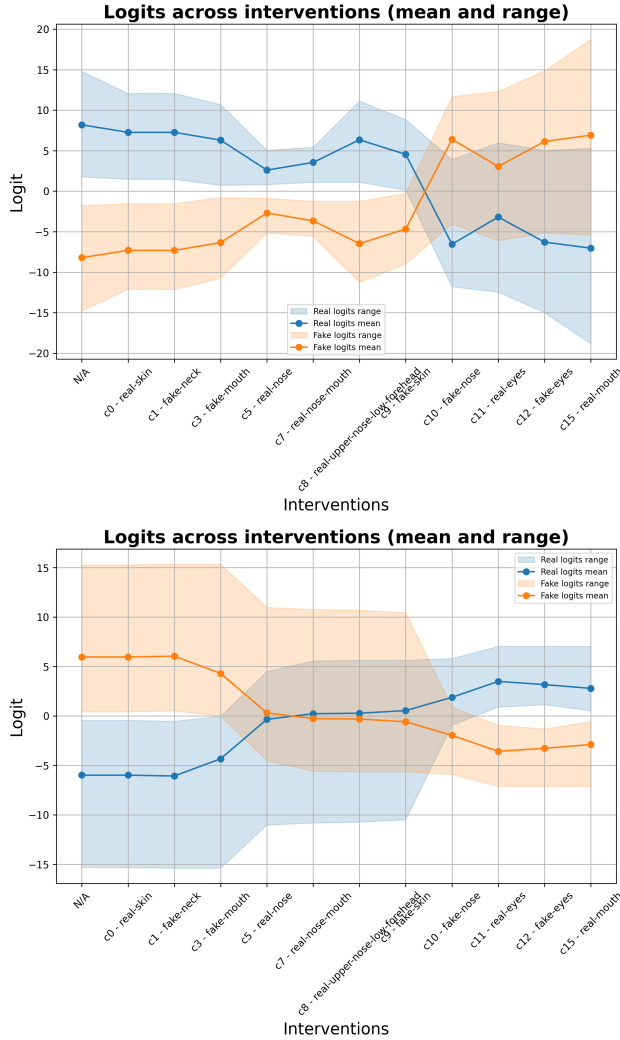 Logits across interventions (mean and range)
20
15
10
5
0
−5
−10
−15
−20
Logit
Real logits range
Real logits mean
Fake logits range
Fake logits mean
N/A
c0 - real-skin
c1 - fake-neck
c3 - fake-mouth
c5 - real-nose
c7 - real-nose-mouth
c8 - real-upper-nose-low-forehead
c9 - fake-skin
c10 - fake-nose
c11 - real-eyes
c12 - fake-eyes
c15 - real-mouth
Interventions
Logits across interventions (mean and range)
15
10
5
0
−5
−10
−15
Logit
Real logits range
Real logits mean
Fake logits range
Fake logits mean
N/A
c0 - real-skin
c1 - fake-neck
c3 - fake-mouth
c5 - real-nose
c7 - real-nose-mouth
c8 - real-upper-nose-low-forehead
c9 - fake-skin
c10 - fake-nose
c11 - real-eyes
c12 - fake-eyes
c15 - real-mouth
Interventions